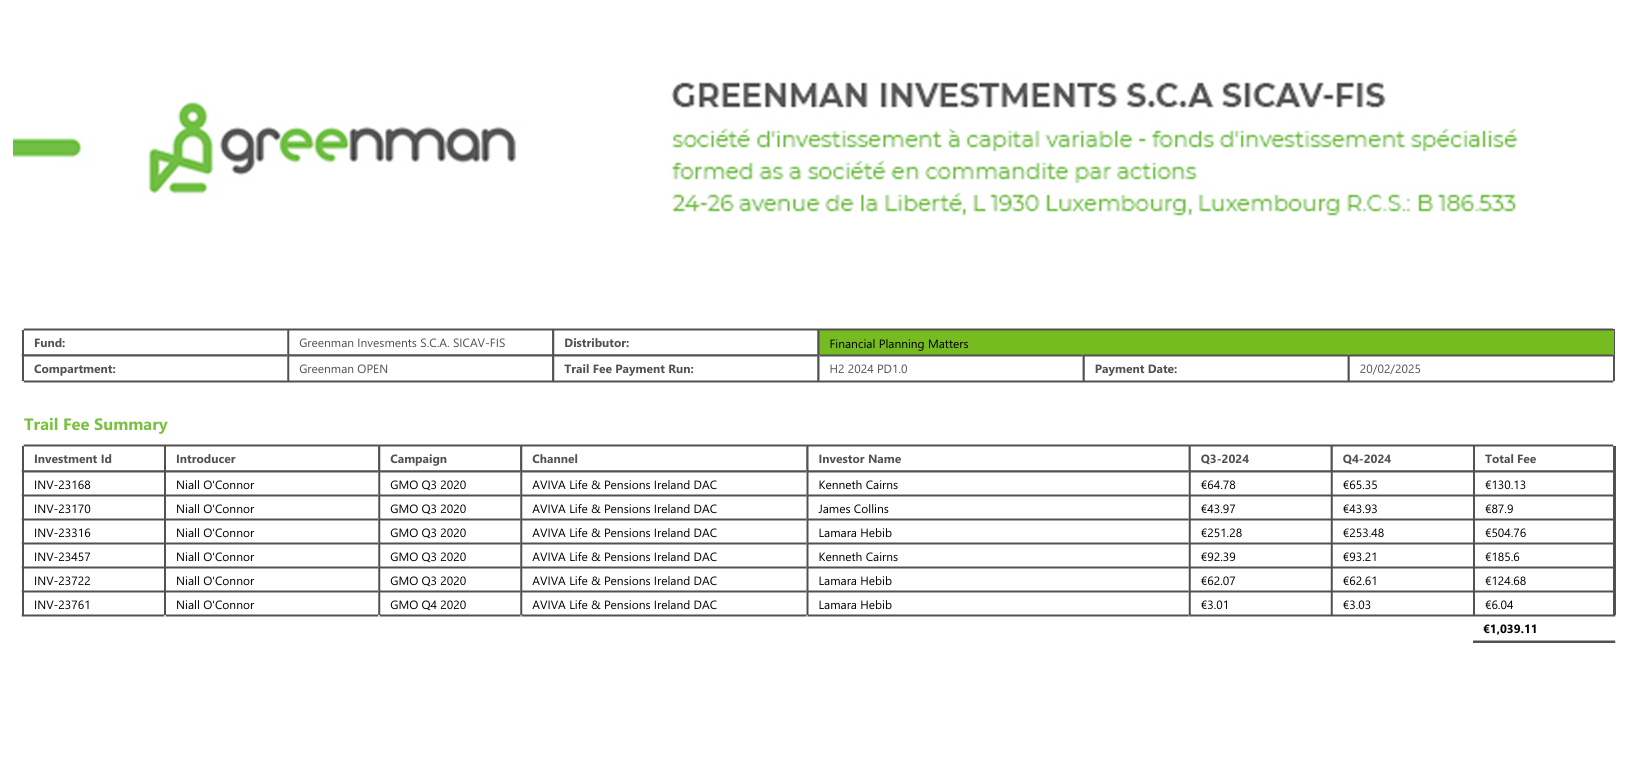 greenman
GREENMAN INVESTMENTS S.C.A SICAV-FIS
société d'investissement à capital variable - fonds d'investissement spécialisé
formed as a société en commandite par actions
24-26 avenue de la Liberté, L 1930 Luxembourg, Luxembourg R.C.S.: B 186.533
Fund: Greenman Invesments S.C.A. SICAV-FIS Distributor: Financial Planning Matters
Compartment: Greenman OPEN Trail Fee Payment Run: H2 2024 PD1.0 Payment Date: 20/02/2025
Trail Fee Summary
Investment Id Introducer Campaign Channel Investor Name Q3-2024 Q4-2024 Total Fee
INV-23168 Niall O'Connor GMO Q3 2020 AVIVA Life & Pensions Ireland DAC Kenneth Cairns €64.78 €65.35 €130.13
INV-23170 Niall O'Connor GMO Q3 2020 AVIVA Life & Pensions Ireland DAC James Collins €43.97 €43.93 €87.9
INV-23316 Niall O'Connor GMO Q3 2020 AVIVA Life & Pensions Ireland DAC Lamara Hebib €251.28 €253.48 €504.76
INV-23457 Niall O'Connor GMO Q3 2020 AVIVA Life & Pensions Ireland DAC Kenneth Cairns €92.39 €93.21 €185.6
INV-23722 Niall O'Connor GMO Q3 2020 AVIVA Life & Pensions Ireland DAC Lamara Hebib €62.07 €62.61 €124.68
INV-23761 Niall O'Connor GMO Q4 2020 AVIVA Life & Pensions Ireland DAC Lamara Hebib €3.01 €3.03 €6.04
€1,039.11